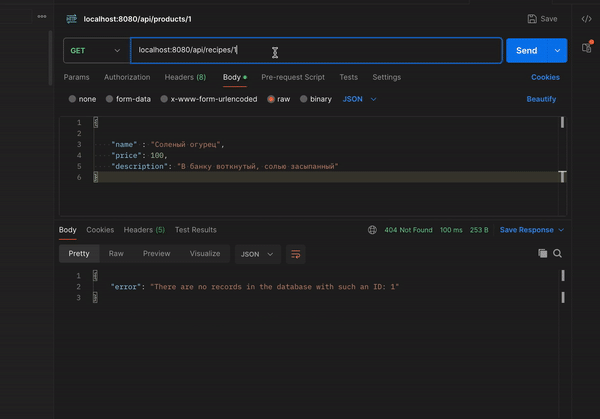 localhost:8080/api/products/1
Save
GET
localhost:8080/api/recipes/1
Send
Params Authorization Headers (8) Body Pre-request Script Tests Settings Cookies
none form-data x-www-form-urlencoded raw binary JSON Beautify
1 {
2
3 "name" : "Соленый огурец",
4 "price": 100,
5 "description": "В банку воткнутый, солье засыпанный"
6 }
Body Cookies Headers (5) Test Results 404 Not Found 100 ms 253 B Save Response
Pretty Raw Preview Visualize JSON
1 {
2 "error": "There are no records in the database with such an ID: 1"
3 }